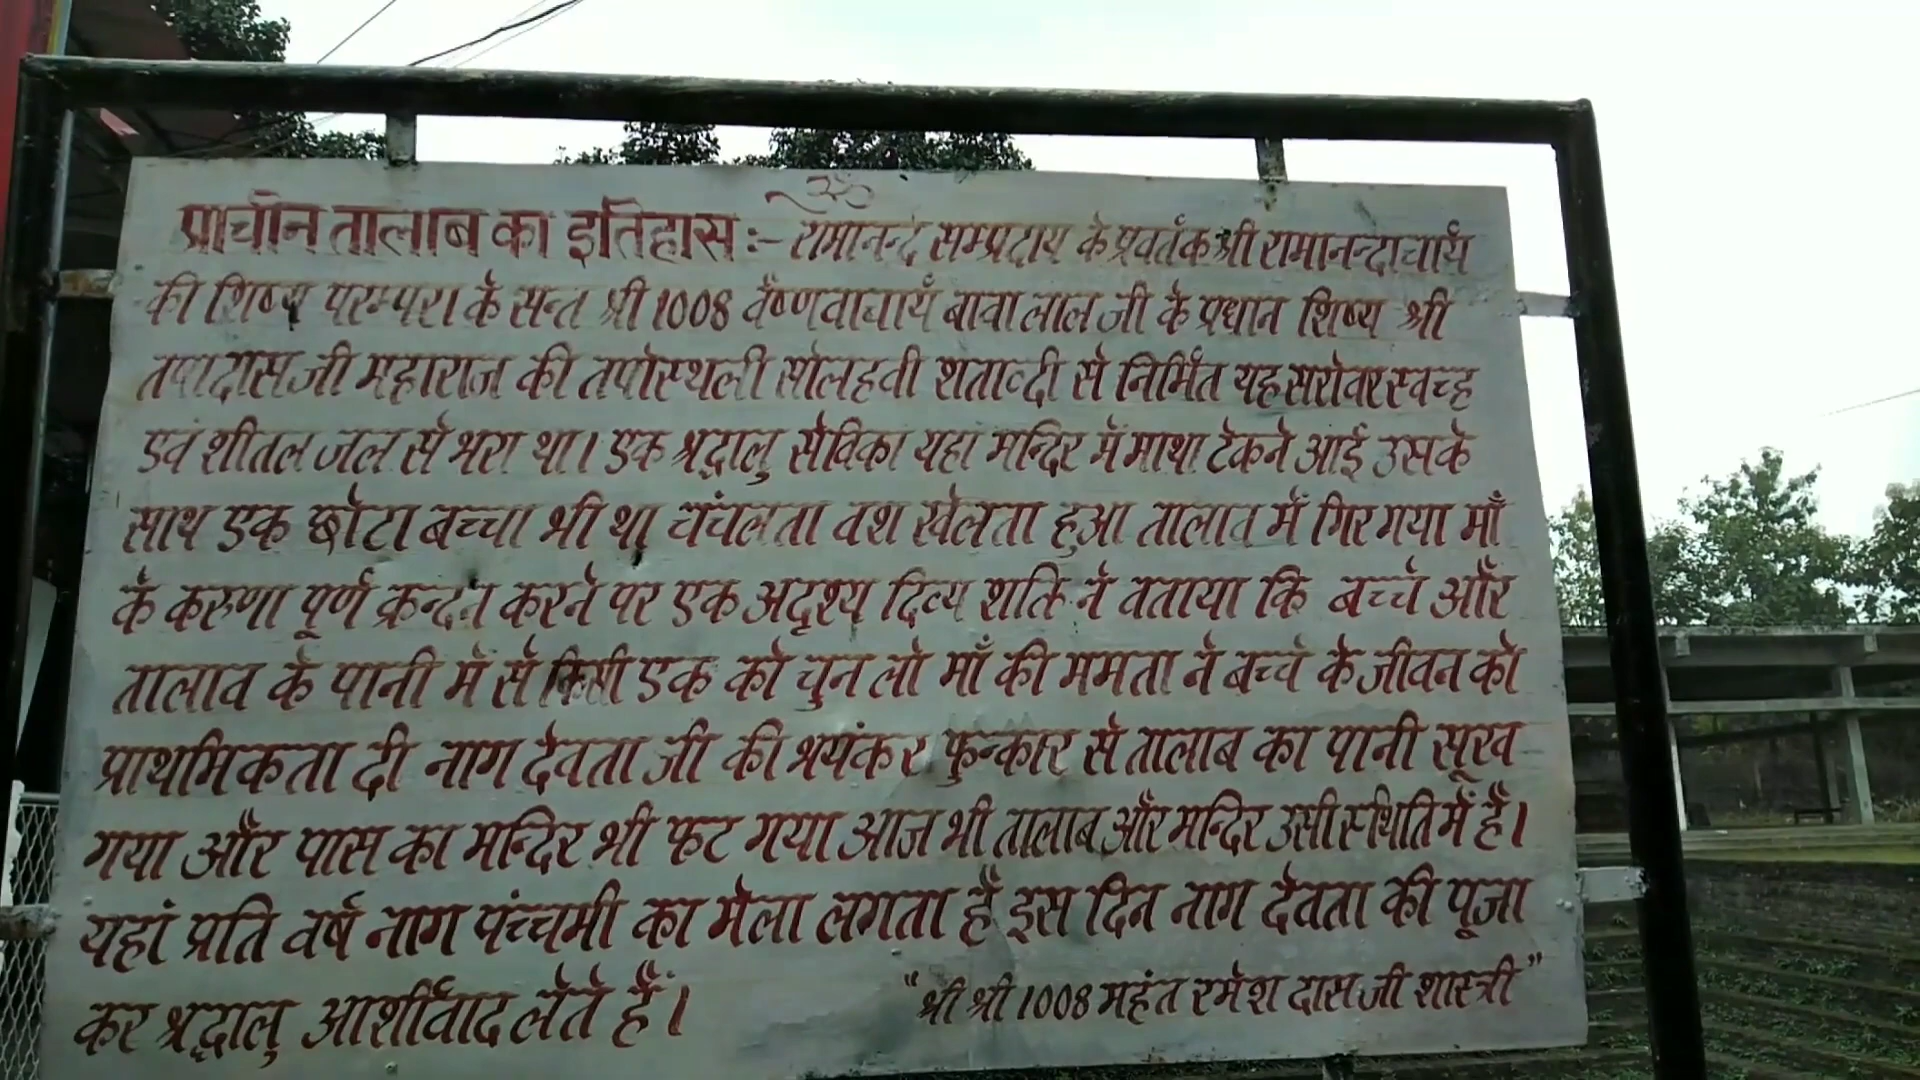 ॐ
प्राचीन तालाब का इतिहास :- रामानन्द सम्प्रदाय के प्रवर्तक श्री रामानन्दाचार्य
की शिष्य परम्परा के सन्त श्री 1008 वैष्णवाचार्य बावा लाल जी के प्रधान शिष्य श्री
दास जी महाराज की तपोस्थली सोलहवी शताव्दी से निर्मित यह सरोवर स्वच्ह
एवं शीतल जल से भरा था। एक श्रद्धालु सेविका यहा मन्दिर में माथा टेकने आई उसके
साथ एक छोटा बच्चा भी था चंचलता वश खेलता हुआ तालाव में गिर गया माँ
के करुणा पूर्ण क्रन्दन करने पर एक अदृश्य दिव्य शक्ति ने वताया कि बच्चे और
तालाव के पानी में से किसी एक को चुन लो माँ की ममता ने बच्चे के जीवन को
प्राथमिकता दी नाग देवता जी की भयंकर फुन्कार से तालाब का पानी सूख
गया और पास का मन्दिर भी फट गया आज भी तालाब और मन्दिर उसी स्थिति में है।
यहां प्रति वर्ष नाग पंच्चमी का मेला लगता है इस दिन नाग देवता की पूजा
कर श्रद्धालु आर्शीवाद लेते हैं।
"श्री श्री 1008 महंत रमेश दास जी शास्त्री"